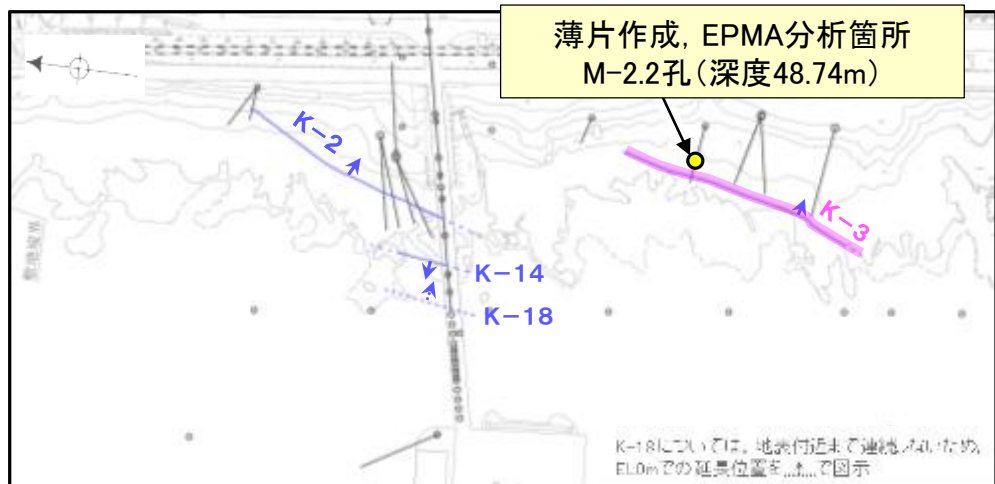 薄片作成, EPMA分析箇所
M-2.2孔(深度48.74m)
K-2
K-3
K-14
K-18
K-18については、地表付近まで連続しないため、
EL0mでの延長位置を で図示